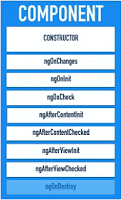 COMPONENT
CONSTRUCTOR
ngOnChanges
ngOnInit
ngDoCheck
ngAfterContentInit
ngAfterContentChecked
ngAfterViewInit
ngAfterViewChecked
ngOnDestroy